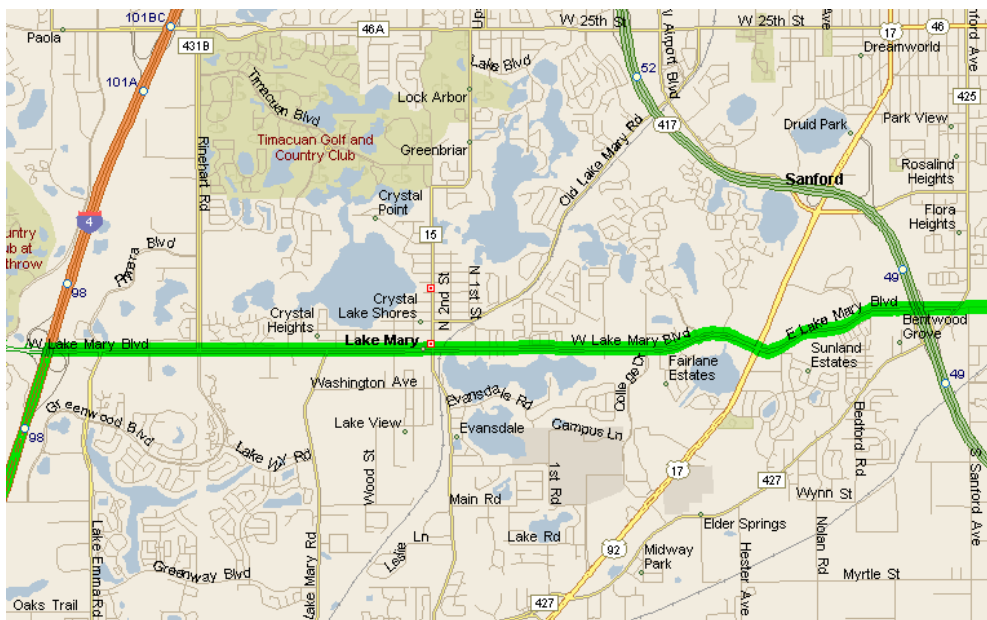 101BC
Paola
431B
46A
W 25th St
W 25th St
17
46
Dreamworld
101A
Lake Blvd
52
Airport Blvd
425
Lock Arbor
Timacuan Blvd
417
Druid Park
Park View
Timacuan Golf and
Country Club
Greenbriar
Rinehart Rd
Old Lake Mary Rd
Sanford
Rosalind
Heights
Crystal
Point
4
Flora
Heights
15
98
49
N 2nd St
N 1st St
Crystal
Lake Shores
Crystal
Heights
W Lake Mary Blvd
Lake Mary
W Lake Mary Blvd
E Lake Mary Blvd
Bentwood
Grove
Sunland
Estates
Fairlane
Estates
College Dr
49
Washington Ave
Evansdale Rd
Greenwood Blvd
98
Lake View
Evansdale
Campus Ln
Bedford Rd
Wood St
1st Rd
17
427
Wynn St
S Sanford Ave
Main Rd
Elder Springs
Lake Emma Rd
Lake Mary Rd
Leslie Ln
Lake Rd
92
Midway
Park
Hester Ave
Nolan Rd
Greenway Blvd
Myrtle St
Oaks Trail
427